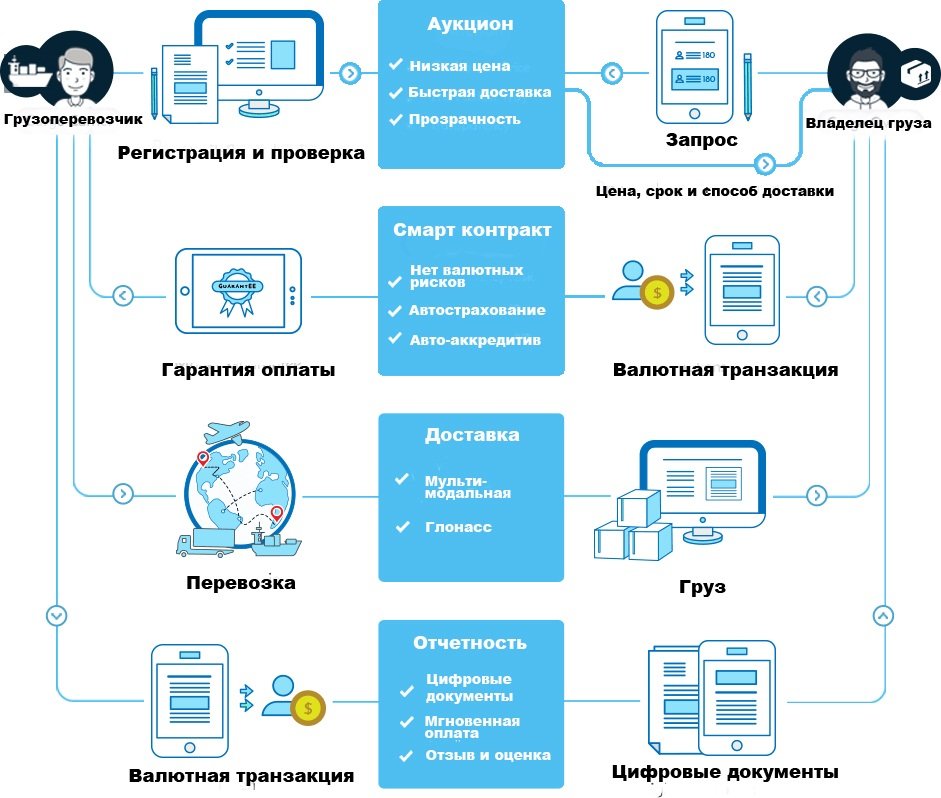 Аукцион
Низкая цена
Быстрая доставка
Прозрачность
180
180
Грузоперевозчик
Регистрация и проверка
Запрос
Владелец груза
Цена, срок и способ доставки
Смарт контракт
Нет валютных
рисков
Автострахование
Авто-аккредитив
GUARANTEE
$
Гарантия оплаты
Валютная транзакция
Доставка
Мульти-
модальная
Глонасс
Перевозка
Груз
Отчетность
Цифровые
документы
Мгновенная
оплата
Отзыв и оценка
$
Валютная транзакция
Цифровые документы